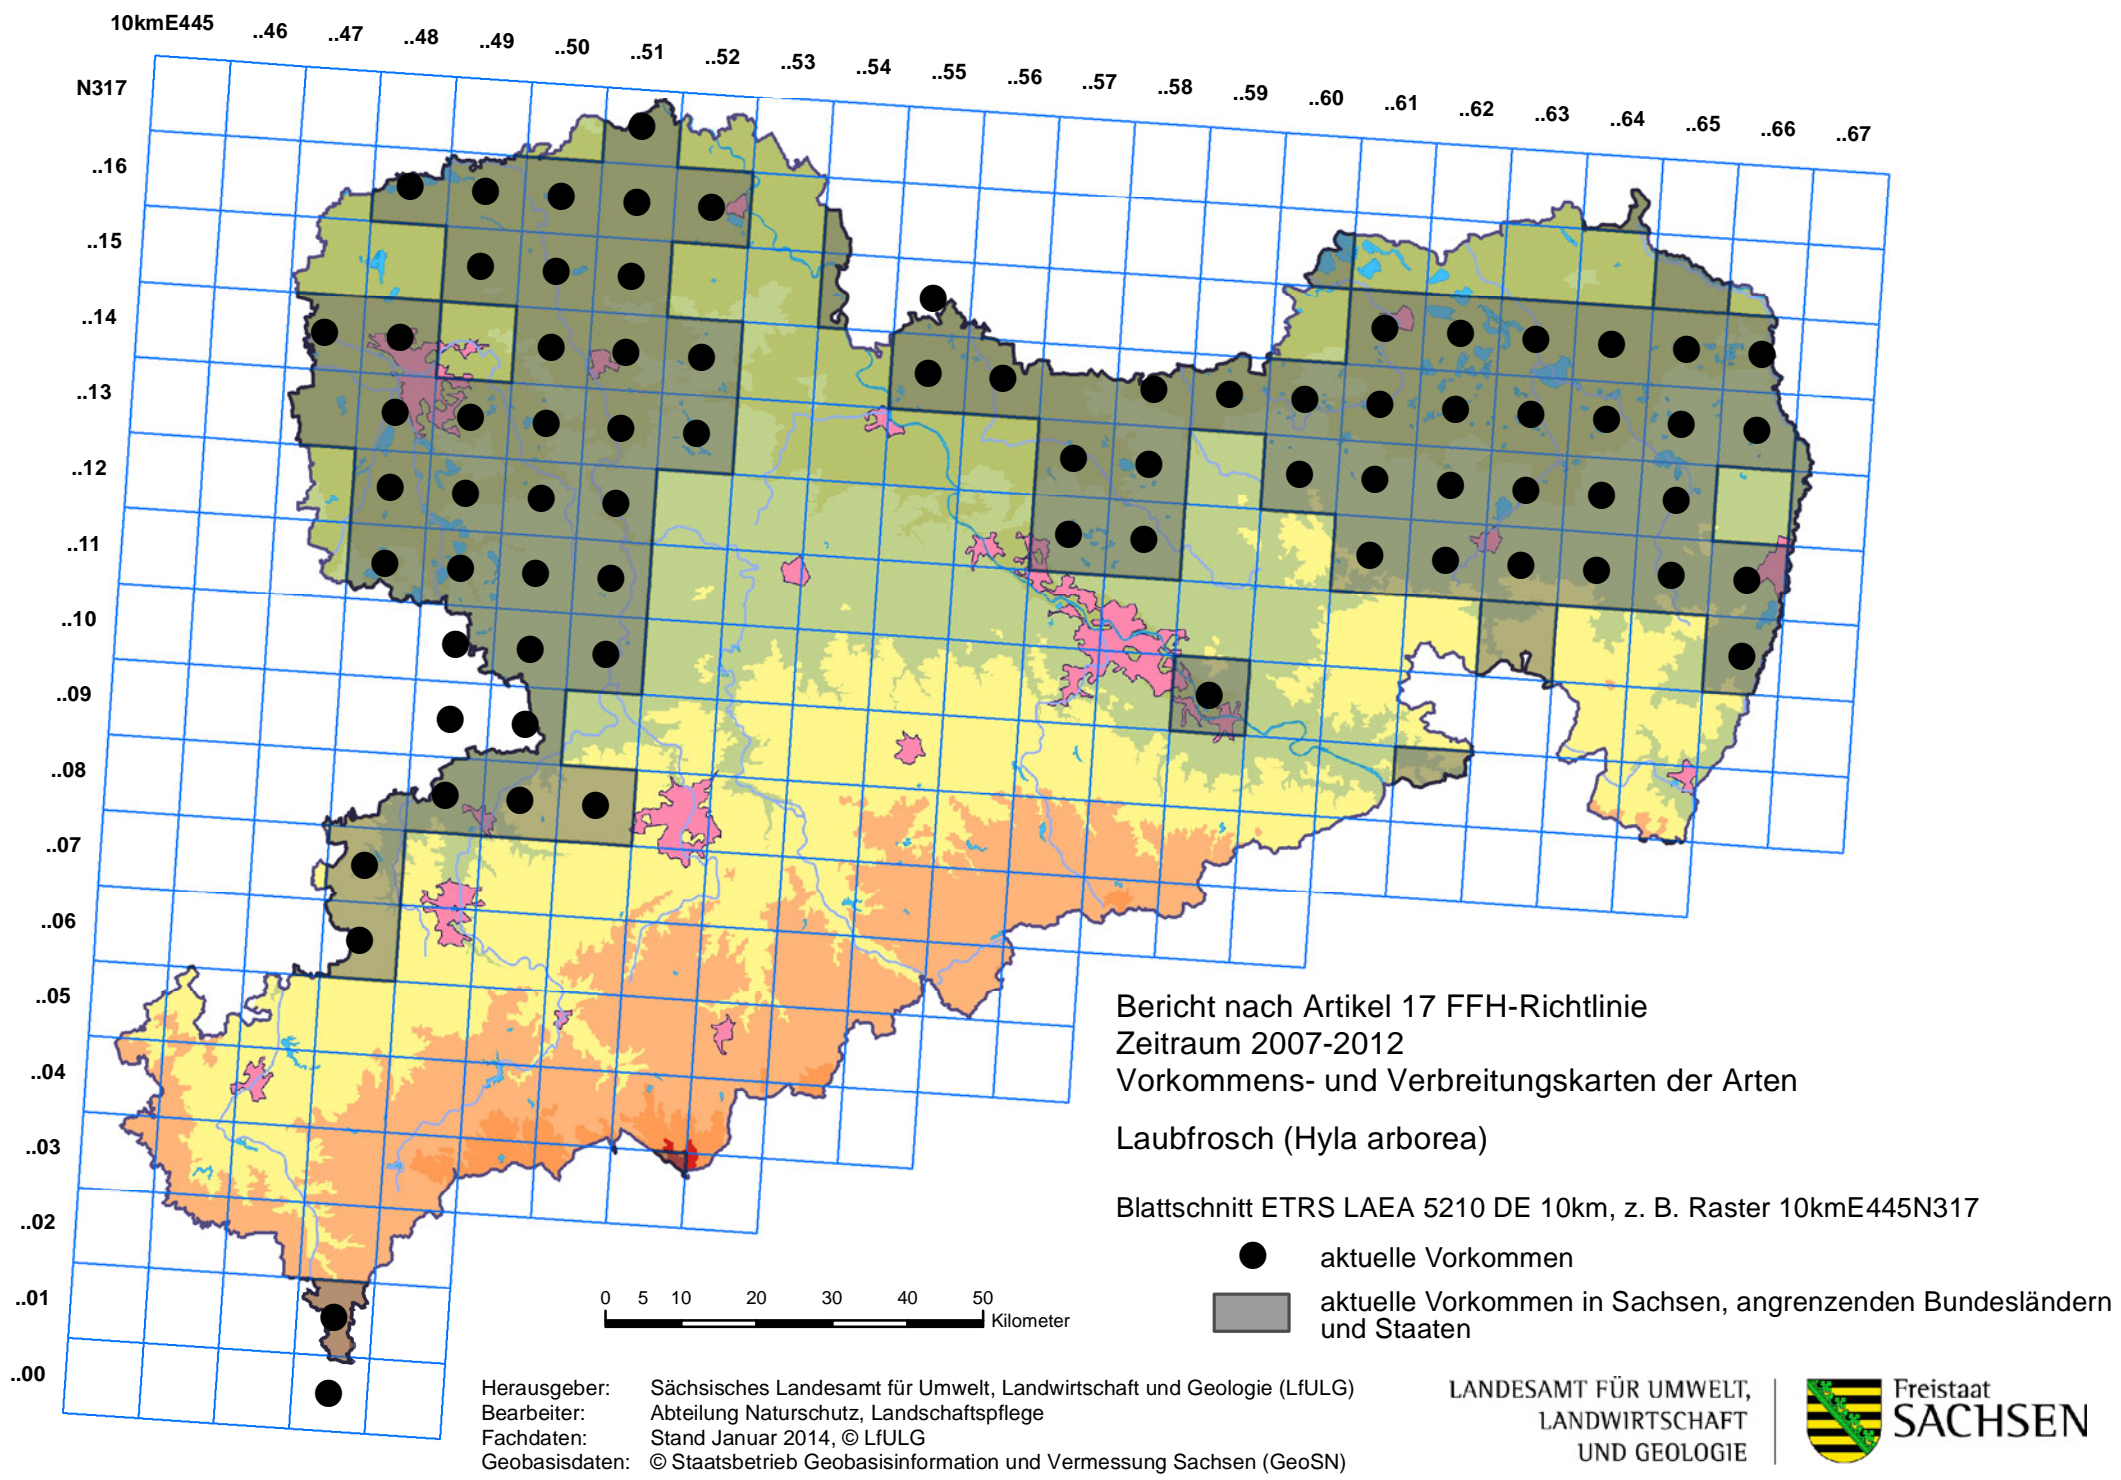 10kmE445 ..46 ..47 ..48 ..49 ..50 ..51 ..52 ..53 ..54 ..55 ..56 ..57 ..58 ..59 ..60 ..61 ..62 ..63 ..64 ..65 ..66 ..67
N317
..16
..15
..14
..13
..12
..11
..10
..09
..08
..07
..06
..05
..04
..03
..02
..01
..00
Bericht nach Artikel 17 FFH-Richtlinie
Zeitraum 2007-2012
Vorkommens- und Verbreitungskarten der Arten
Laubfrosch (Hyla arborea)
Blattschnitt ETRS LAEA 5210 DE 10km, z. B. Raster 10kmE445N317
aktuelle Vorkommen
aktuelle Vorkommen in Sachsen, angrenzenden Bundesländern
und Staaten
0 5 10 20 30 40 50
Kilometer
Herausgeber: Sächsisches Landesamt für Umwelt, Landwirtschaft und Geologie (LfULG)
Bearbeiter: Abteilung Naturschutz, Landschaftspflege
Fachdaten: Stand Januar 2014, © LfULG
Geobasisdaten: © Staatsbetrieb Geobasisinformation und Vermessung Sachsen (GeoSN)
LANDESAMT FÜR UMWELT,
LANDWIRTSCHAFT
UND GEOLOGIE
Freistaat
SACHSEN